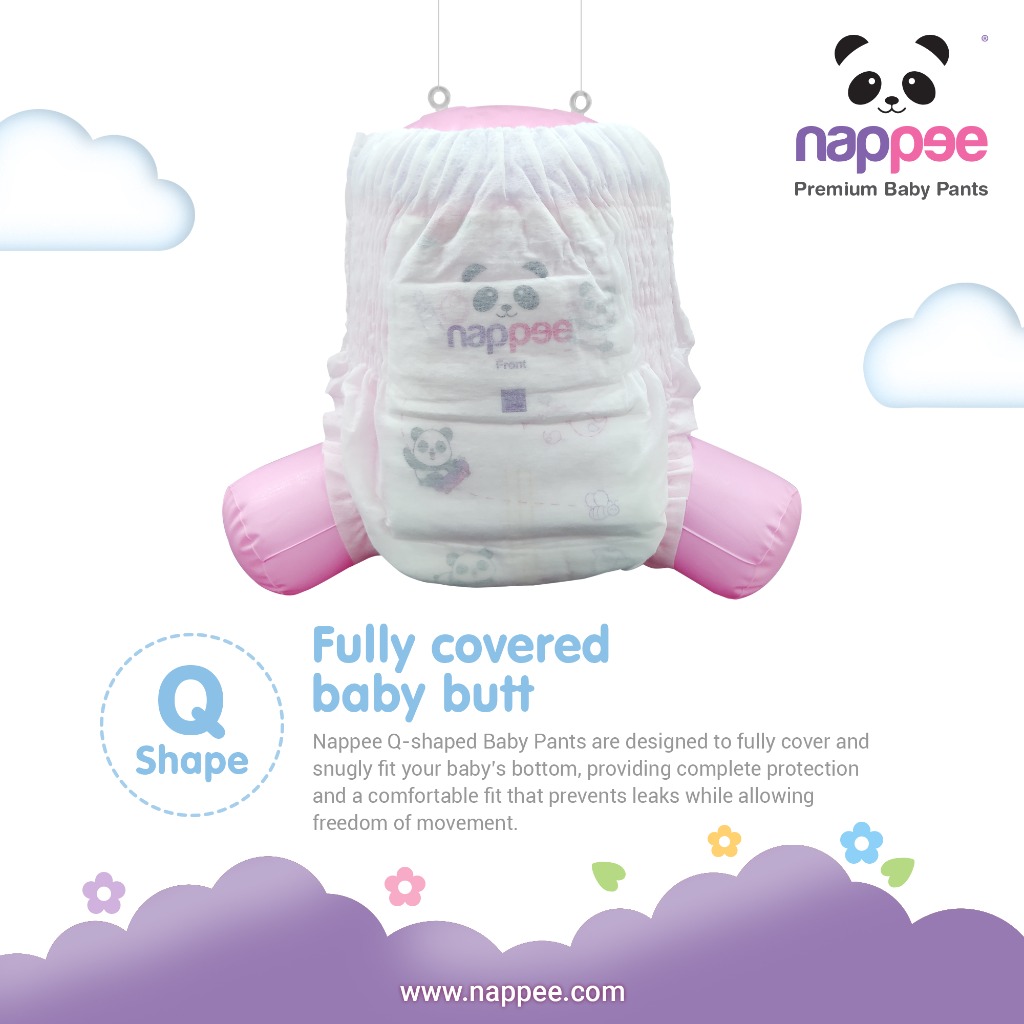 ®
nappee
Premium Baby Pants
nappee
Front
Q
Shape
Fully covered
baby butt
Nappee Q-shaped Baby Pants are designed to fully cover and
snugly fit your baby's bottom, providing complete protection
and a comfortable fit that prevents leaks while allowing
freedom of movement.
www.nappee.com